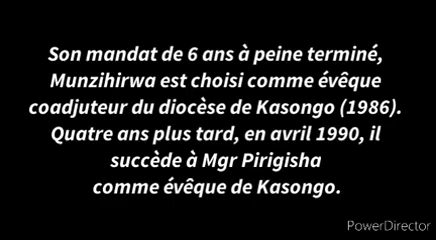 Son mandat de 6 ans à peine terminé,
Munzihirwa est choisi comme évêque
coadjuteur du diocèse de Kasongo (1986).
Quatre ans plus tard, en avril 1990, il
succède à Mgr Pirigisha
comme évêque de Kasongo.
PowerDirector